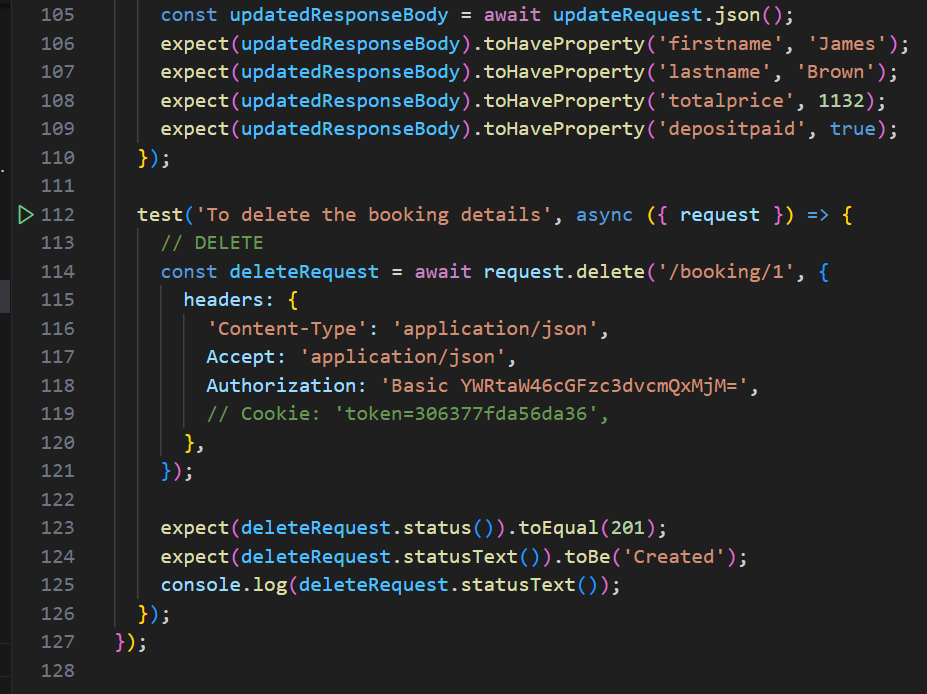 105 const updatedResponseBody = await updateRequest.json();
106 expect(updatedResponseBody).toHaveProperty('firstname', 'James');
107 expect(updatedResponseBody).toHaveProperty('lastname', 'Brown');
108 expect(updatedResponseBody).toHaveProperty('totalprice', 1132);
109 expect(updatedResponseBody).toHaveProperty('depositpaid', true);
110 });
111
112 test('To delete the booking details', async ({ request }) => {
113 // DELETE
114 const deleteRequest = await request.delete('/booking/1', {
115 headers: {
116 'Content-Type': 'application/json',
117 Accept: 'application/json',
118 Authorization: 'Basic YWRtaW46cGFzc3dvcmQxMjM=',
119 // Cookie: 'token=306377fda56da36',
120 },
121 });
122
123 expect(deleteRequest.status()).toEqual(201);
124 expect(deleteRequest.statusText()).toBe('Created');
125 console.log(deleteRequest.statusText());
126 });
127 });
128